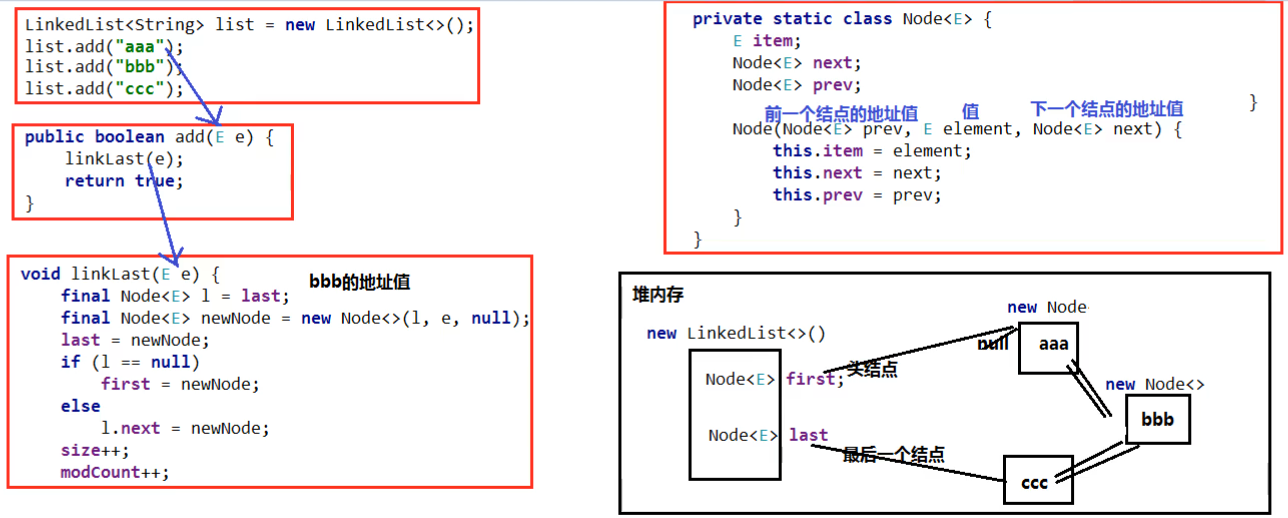 LinkedList<String> list = new LinkedList<>();
list.add("aaa");
list.add("bbb");
list.add("ccc");
public boolean add(E e) {
linkLast(e);
return true;
}
void linkLast(E e) {
bbb的地址值
final Node<E> l = last;
final Node<E> newNode = new Node<>(l, e, null);
last = newNode;
if (l == null)
first = newNode;
else
l.next = newNode;
size++;
modCount++;
private static class Node<E> {
E item;
Node<E> next;
Node<E> prev;
}
前一个结点的地址值 值 下一个结点的地址值
Node(Node<E> prev, E element, Node<E> next) {
this.item = element;
this.next = next;
this.prev = prev;
}
}
堆内存
new LinkedList<>()
new Node
null aaa
Node<E> first;
头结点
new Node<>
bbb
Node<E> last
最后一个结点
ccc